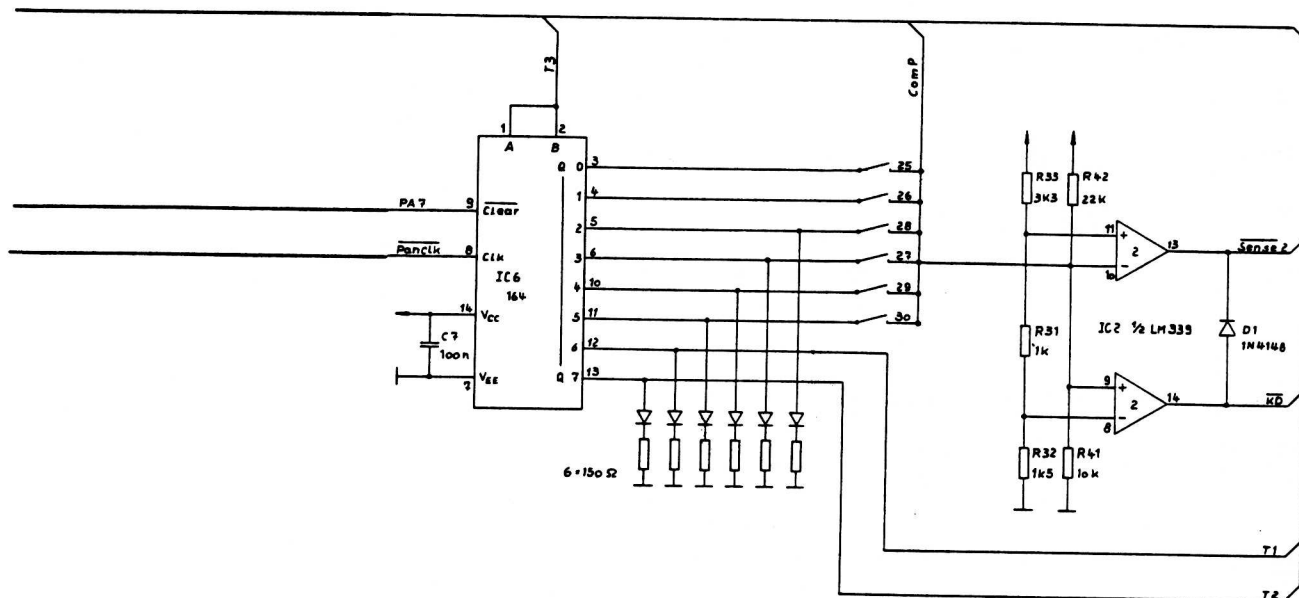 T3
ComP
1
2
A
B
Q
0
3
25
1
4
26
2
5
28
3
6
27
4
10
29
5
11
30
6
12
Q
7
13
PA7
9
Clear
PanClk
8
Clk
IC6
164
14
Vcc
C7
100n
7
VEE
6=150Ω
R33
3K3
R42
22k
11
+
2
13
Sense2
-
10
R31
1k
IC2 ½ LM339
D1
1N4148
9
+
2
14
KD
-
8
R32
1k5
R41
10k
T1
T2